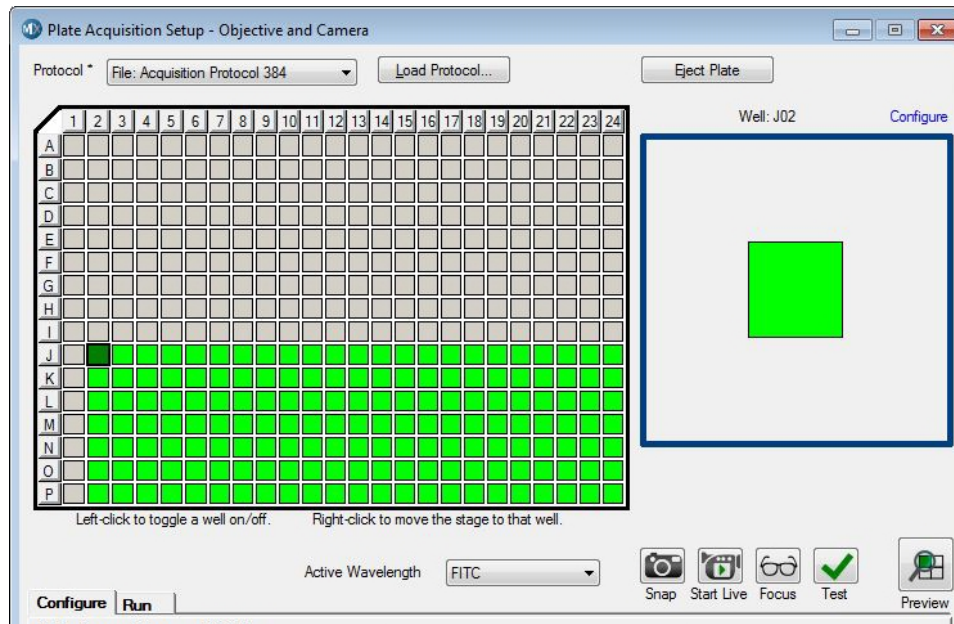 Plate Acquisition Setup - Objective and Camera
Protocol * File: Acquisition Protocol 384 Load Protocol... Eject Plate
Well: J02 Configure
1 2 3 4 5 6 7 8 9 10 11 12 13 14 15 16 17 18 19 20 21 22 23 24
A
B
C
D
E
F
G
H
I
J
K
L
M
N
O
P
Left-click to toggle a well on/off. Right-click to move the stage to that well.
Active Wavelength FITC
Snap Start Live Focus Test Preview
Configure Run